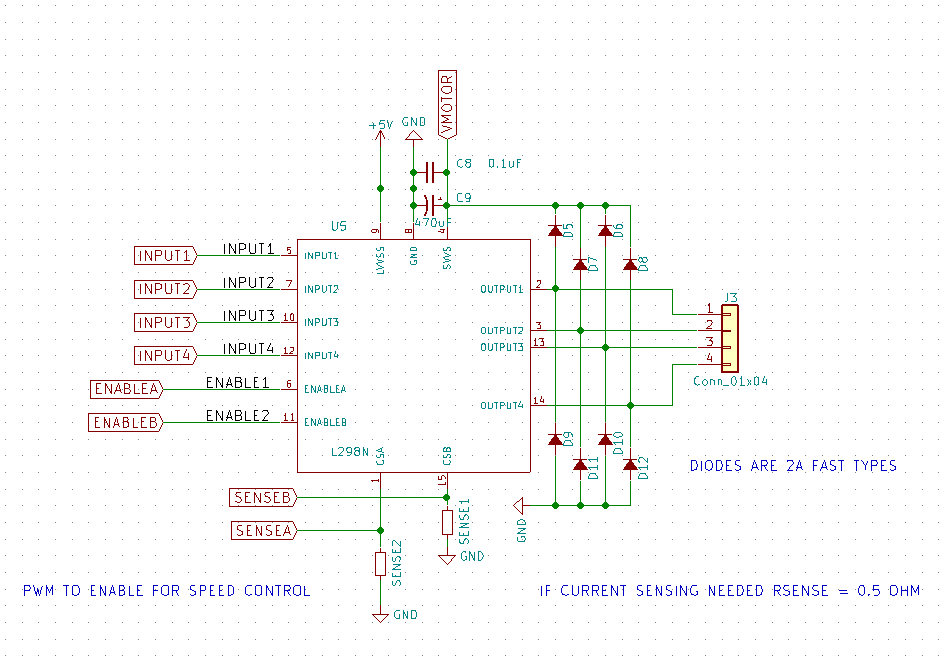 VMOTOR
+5V
GND
C8 0.1uF
C9
470uF
U5
9
8
4
LVVSS
GND
SVVS
INPUT1 INPUT1 5 INPUT1
INPUT2 INPUT2 7 INPUT2
INPUT3 INPUT3 10 INPUT3
INPUT4 INPUT4 12 INPUT4
ENABLEA ENABLE1 6 ENABLEA
ENABLEB ENABLE2 11 ENABLEB
OUTPUT1 2
OUTPUT2 3
OUTPUT3 13
OUTPUT4 14
L298N
CSA
CSB
1
15
D5
D6
D7
D8
D9
D10
D11
D12
J3
1
2
3
4
Conn_01x04
DIODES ARE 2A FAST TYPES
SENSEB
SENSE1
SENSEA
SENSE2
GND
GND
GND
PWM TO ENABLE FOR SPEED CONTROL
IF CURRENT SENSING NEEDED RSENSE = 0.5 OHM